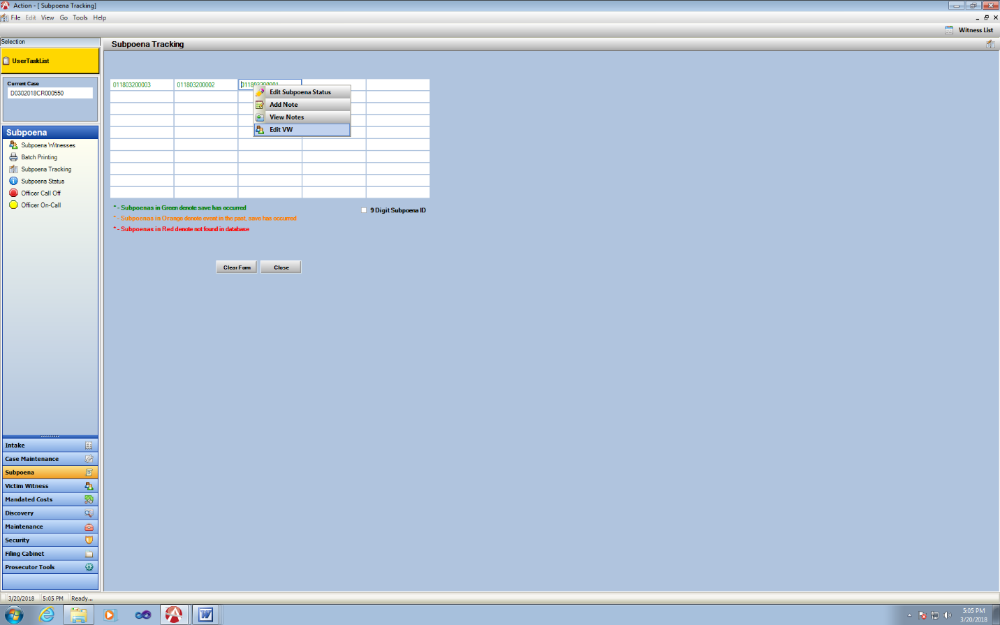 Action - [ Subpoena Tracking]
File Edit View Go Tools Help
Witness List
Selection
UserTaskList
Current Case
D0302018CR000550
Subpoena
Subpoena Witnesses
Batch Printing
Subpoena Tracking
Subpoena Status
Officer Call Off
Officer On-Call
Subpoena Tracking
011803200003 011803200002 011803200001
Edit Subpoena Status
Add Note
View Notes
Edit VW
* - Subpoenas in Green denote save has occurred
* - Subpoenas in Orange denote event in the past, save has occurred
* - Subpoenas in Red denote not found in database
9 Digit Subpoena ID
Clear Form Close
Intake
Case Maintenance
Subpoena
Victim Witness
Mandated Costs
Discovery
Maintenance
Security
Filing Cabinet
Prosecutor Tools
3/20/2018 5:05 PM Ready...
5:05 PM
3/20/2018